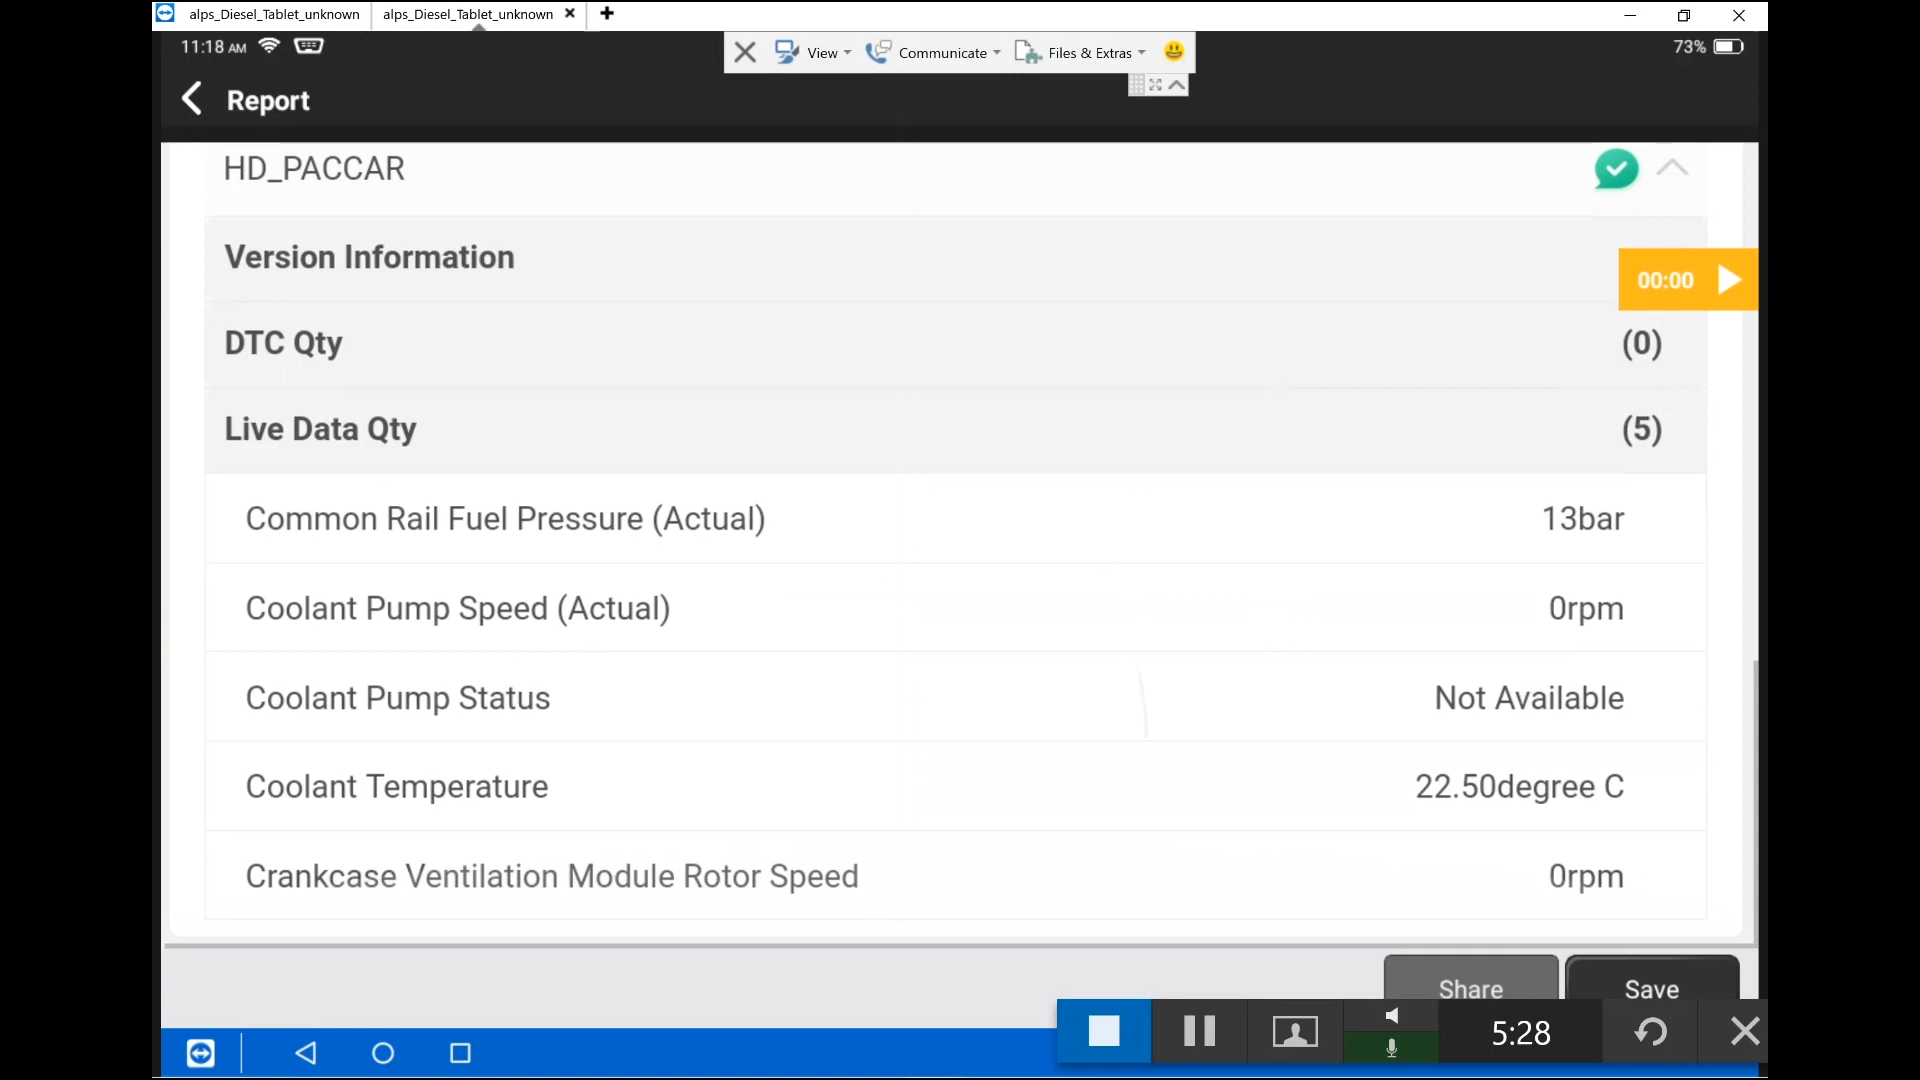 alps_Diesel_Tablet_unknown alps_Diesel_Tablet_unknown
11:18 AM
View Communicate Files & Extras
73%
Report
HD_PACCAR
Version Information
00:00
DTC Qty (0)
Live Data Qty (5)
Common Rail Fuel Pressure (Actual) 13bar
Coolant Pump Speed (Actual) 0rpm
Coolant Pump Status Not Available
Coolant Temperature 22.50degree C
Crankcase Ventilation Module Rotor Speed 0rpm
Share Save
5:28